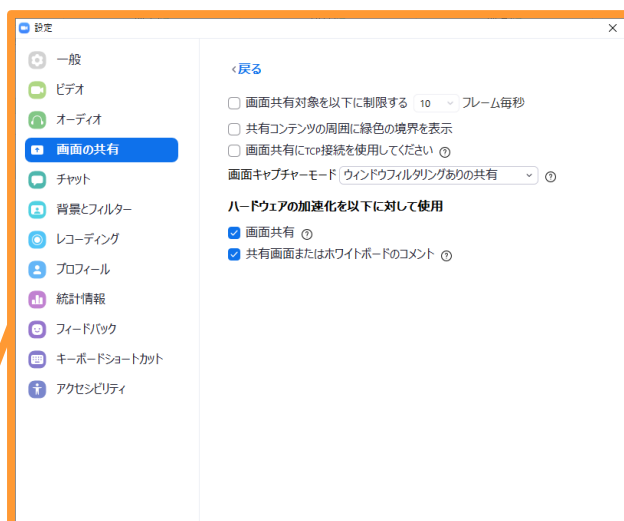 設定
一般
ビデオ
オーディオ
画面の共有
チャット
背景とフィルター
レコーディング
プロフィール
統計情報
フィードバック
キーボードショートカット
アクセシビリティ
‹戻る
画面共有対象を以下に制限する 10 フレーム毎秒
共有コンテンツの周囲に緑色の境界を表示
画面共有にTCP接続を使用してください ?
画面キャプチャーモード ウィンドウフィルタリングありの共有 ?
ハードウェアの加速化を以下に対して使用
画面共有 ?
共有画面またはホワイトボードのコメント ?